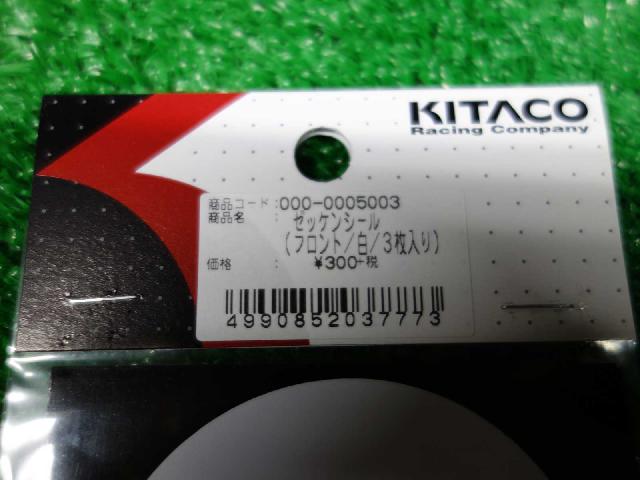 KITACO
Racing Company
商品コード:000-0005003
商品名 : ゼッケンシール
(フロント/白/3枚入り)
価格 : ¥300+税
4990852037773